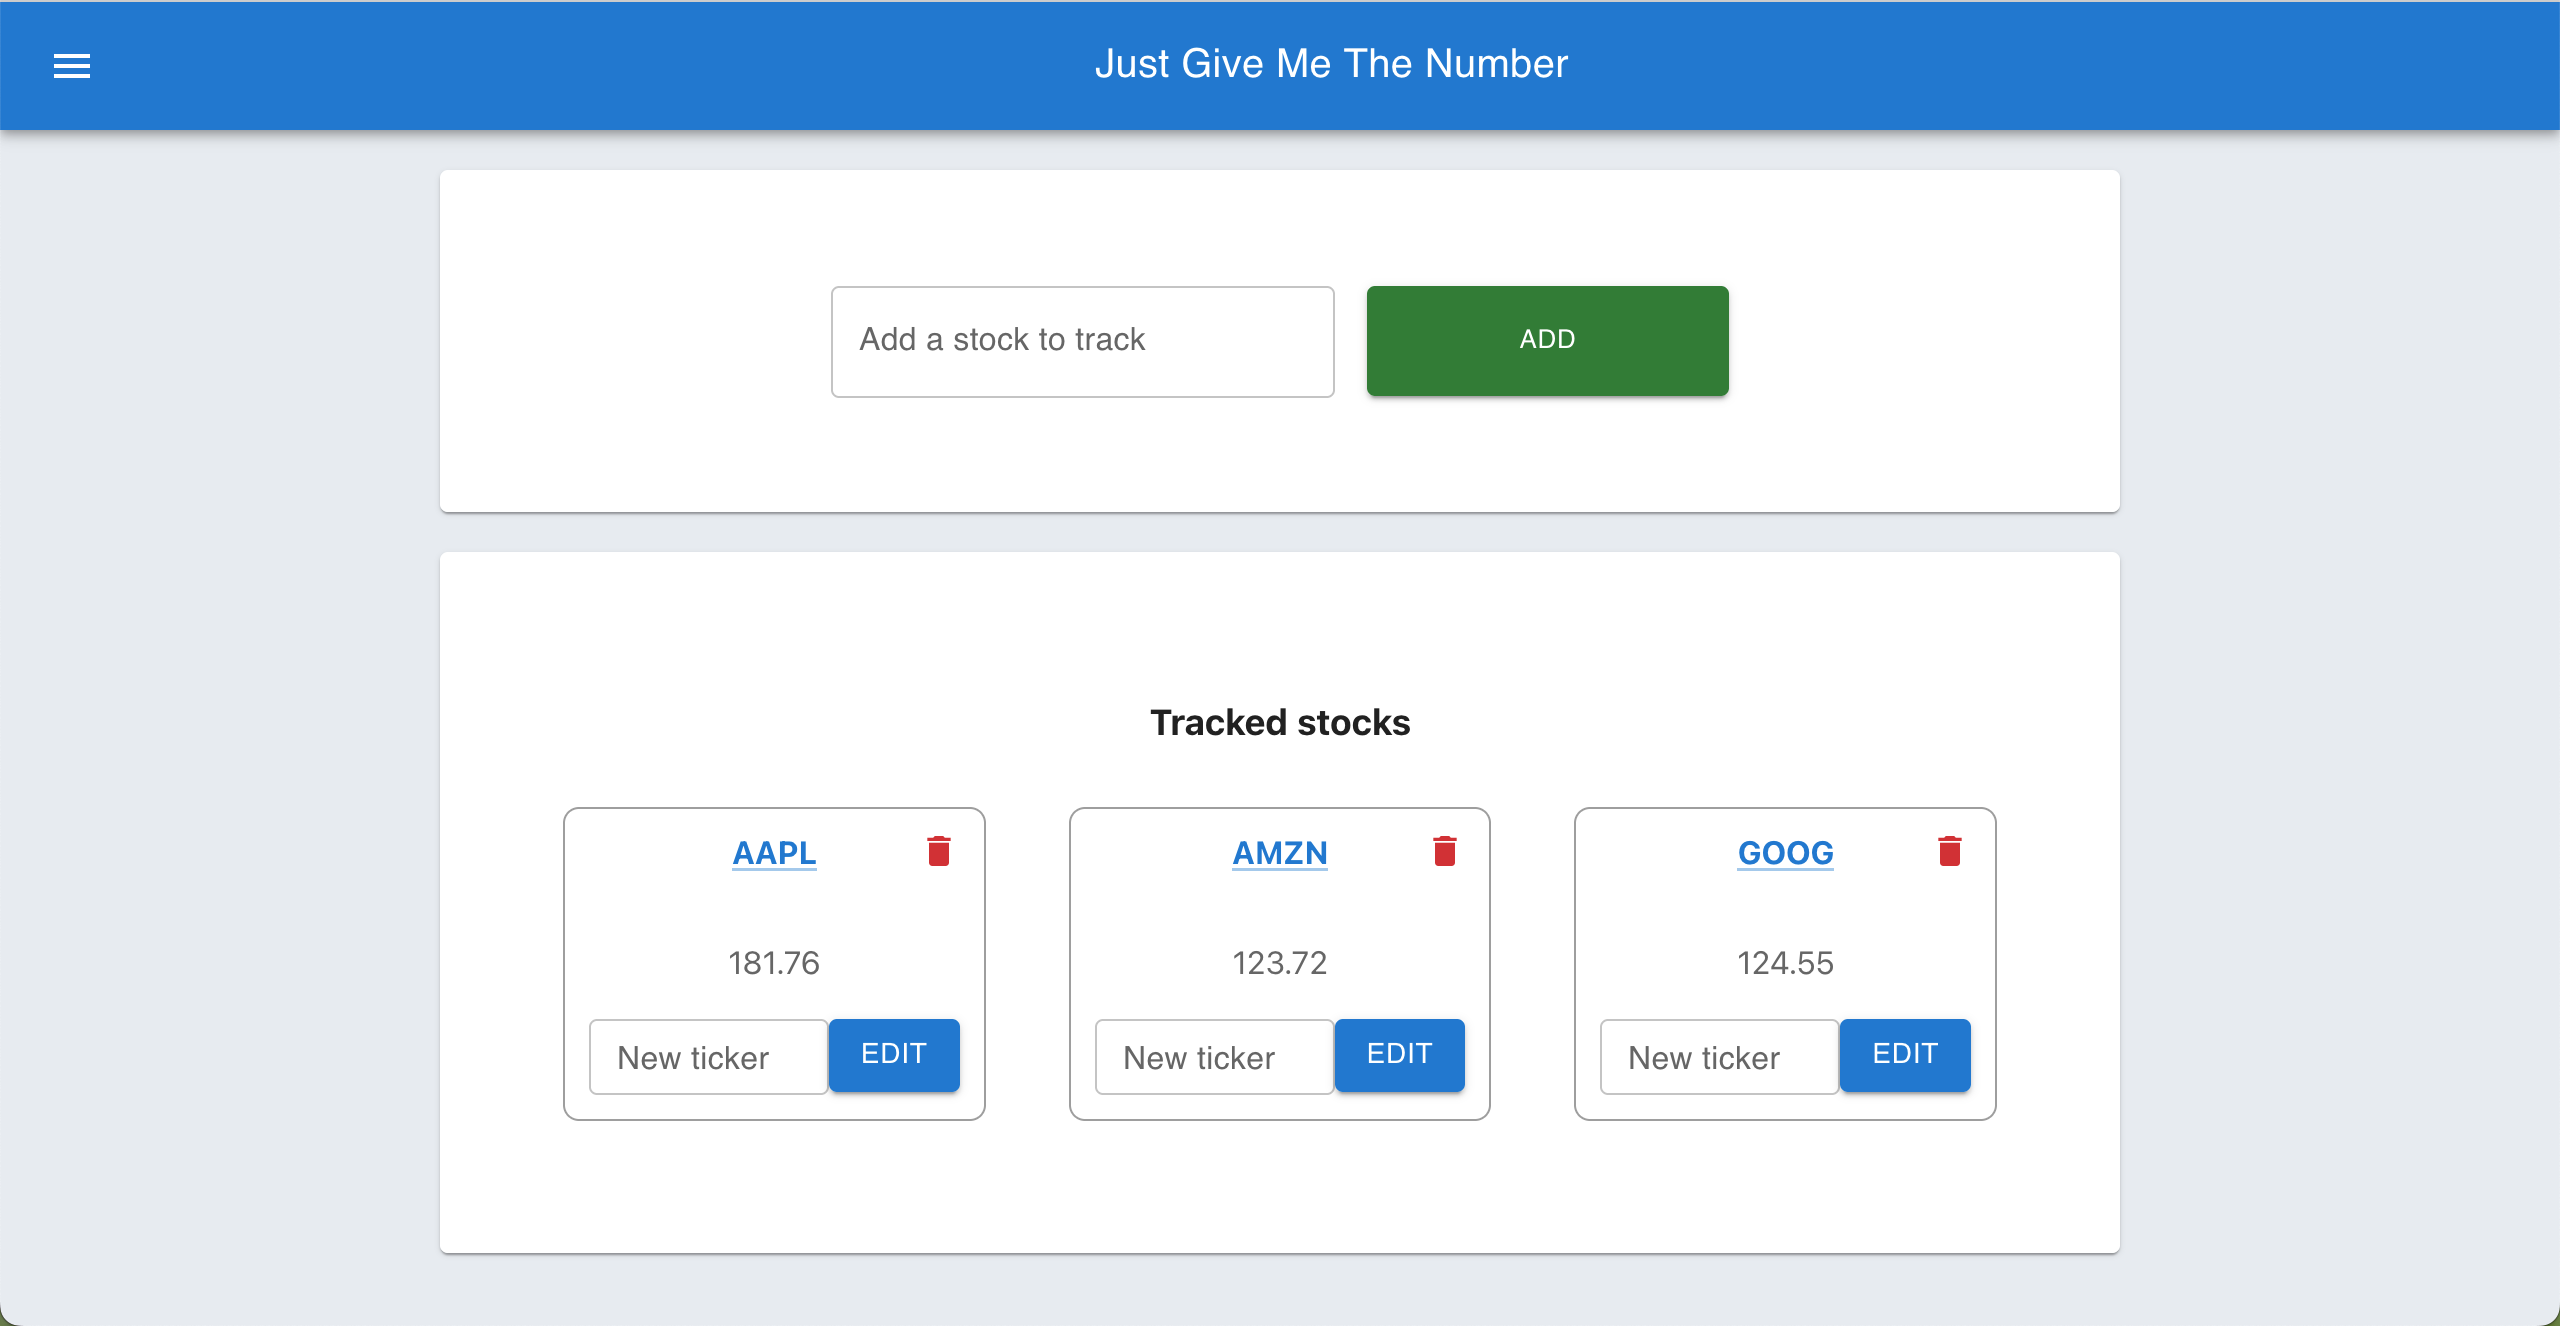 Just Give Me The Number
Add a stock to track
ADD
Tracked stocks
AAPL
AMZN
GOOG
181.76
123.72
124.55
New ticker EDIT
New ticker EDIT
New ticker EDIT